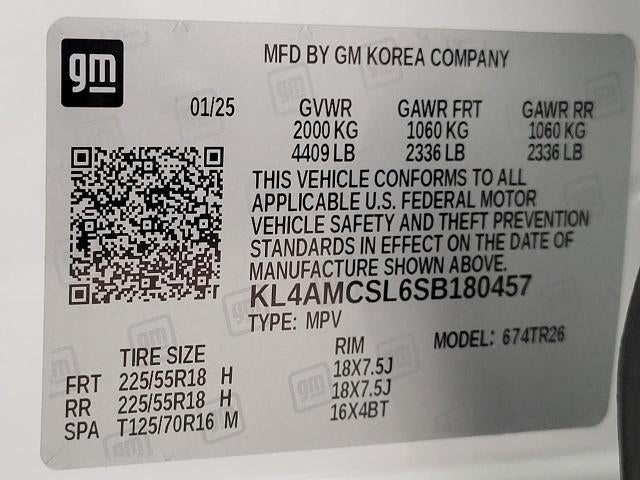 gm
MFD BY GM KOREA COMPANY
01/25 GVWR GAWR FRT GAWR RR
2000 KG 1060 KG 1060 KG
4409 LB 2336 LB 2336 LB
THIS VEHICLE CONFORMS TO ALL
APPLICABLE U.S. FEDERAL MOTOR
VEHICLE SAFETY AND THEFT PREVENTION
STANDARDS IN EFFECT ON THE DATE OF
MANUFACTURE SHOWN ABOVE.
KL4AMCSL6SB180457
TYPE: MPV MODEL: 674TR26
TIRE SIZE RIM
FRT 225/55R18 H 18X7.5J
RR 225/55R18 H 18X7.5J
SPA T125/70R16 M 16X4BT